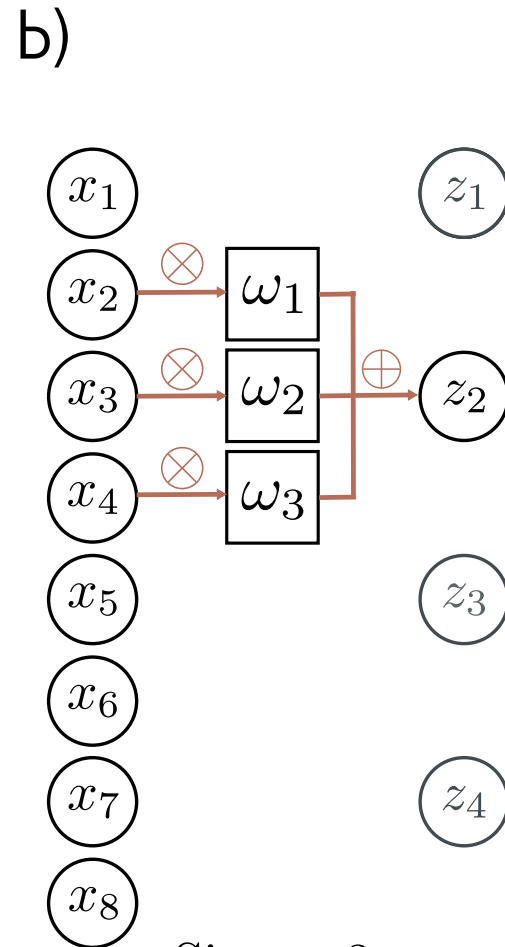 b)
x₁ z₁
x₂ ω₁
x₃ ω₂ z₂
x₄ ω₃
x₅ z₃
x₆
x₇ z₄
x₈